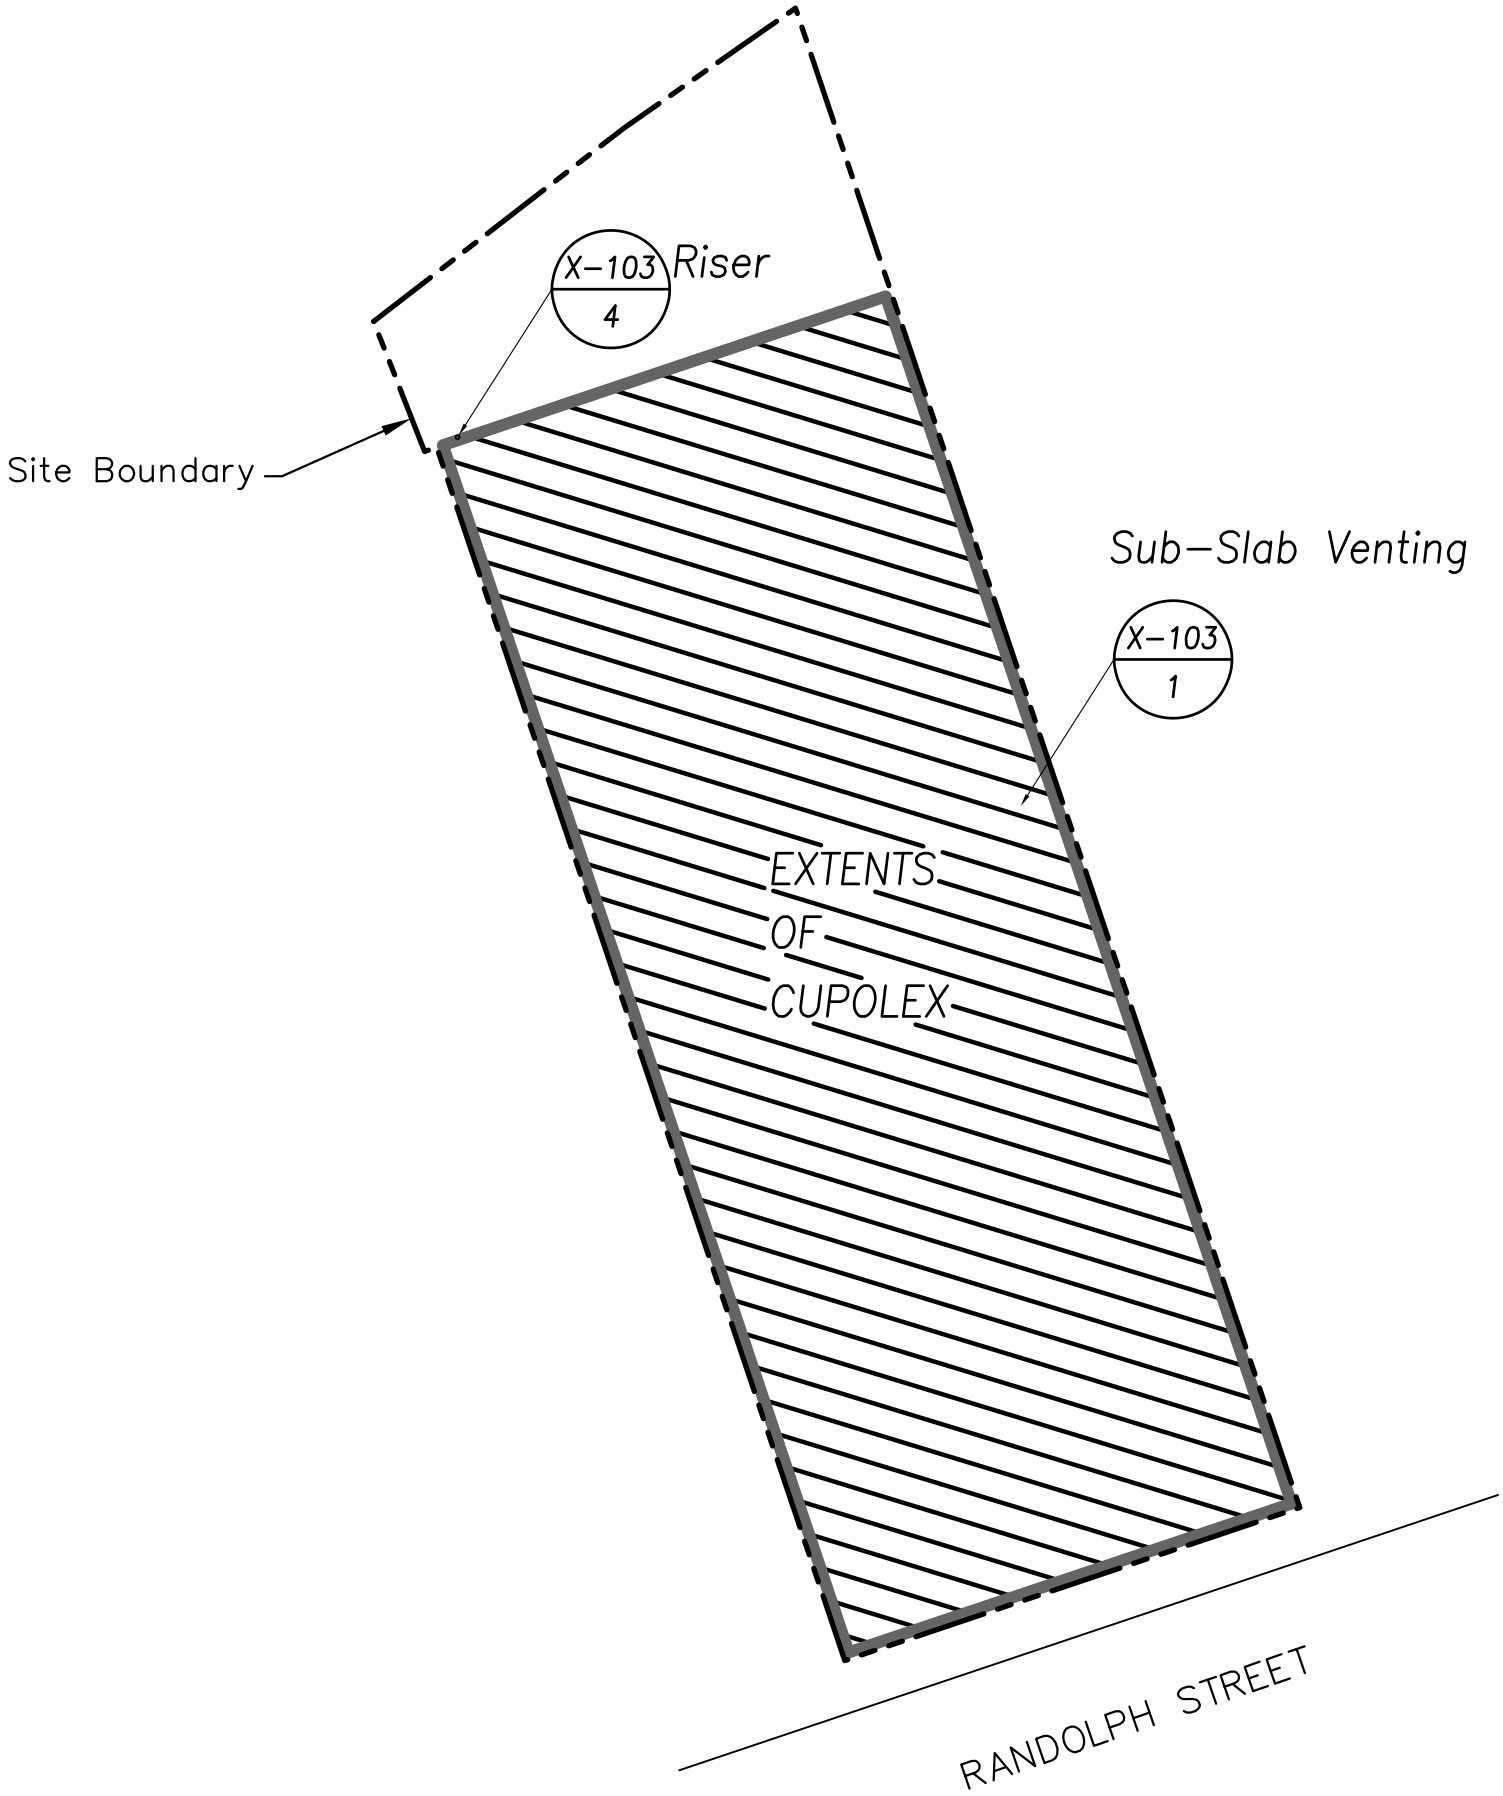 X-103
4
Riser
Site Boundary
Sub-Slab Venting
X-103
1
EXTENTS
OF
CUPOLEX
RANDOLPH STREET